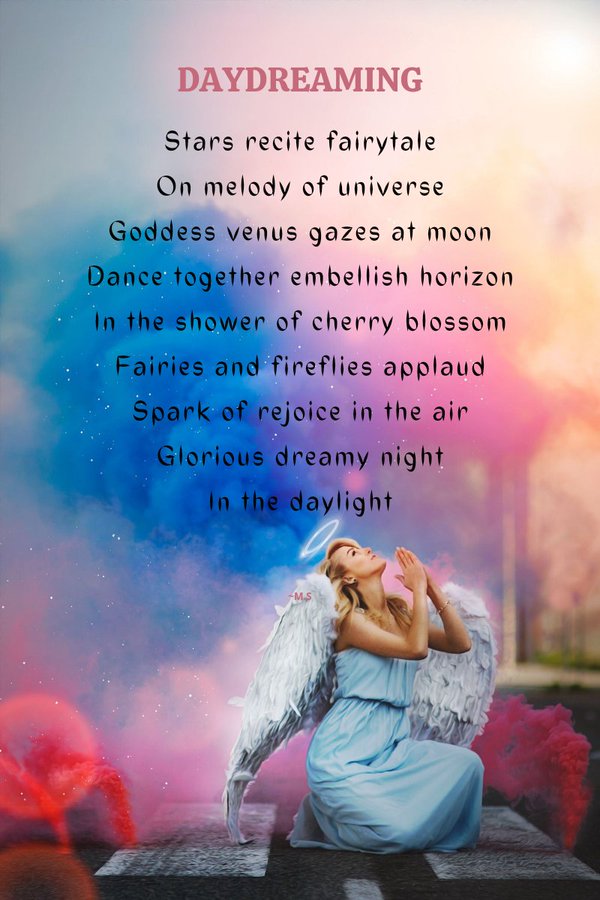 DAYDREAMING
Stars recite fairytale
On melody of universe
Goddess venus gazes at moon
Dance together embellish horizon
In the shower of cherry blossom
Fairies and fireflies applaud
Spark of rejoice in the air
Glorious dreamy night
In the daylight
~M.S